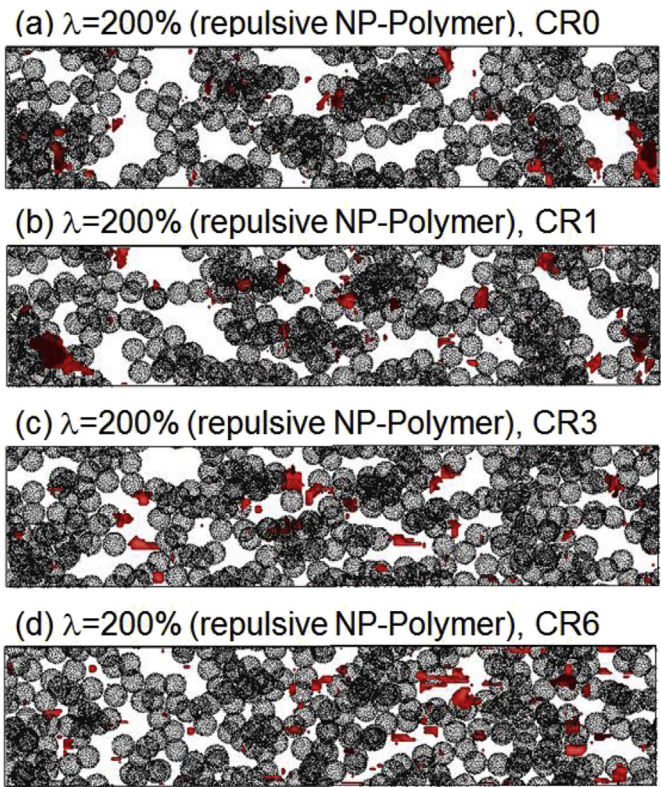 (a) λ=200% (repulsive NP-Polymer), CR0
(b) λ=200% (repulsive NP-Polymer), CR1
(c) λ=200% (repulsive NP-Polymer), CR3
(d) λ=200% (repulsive NP-Polymer), CR6